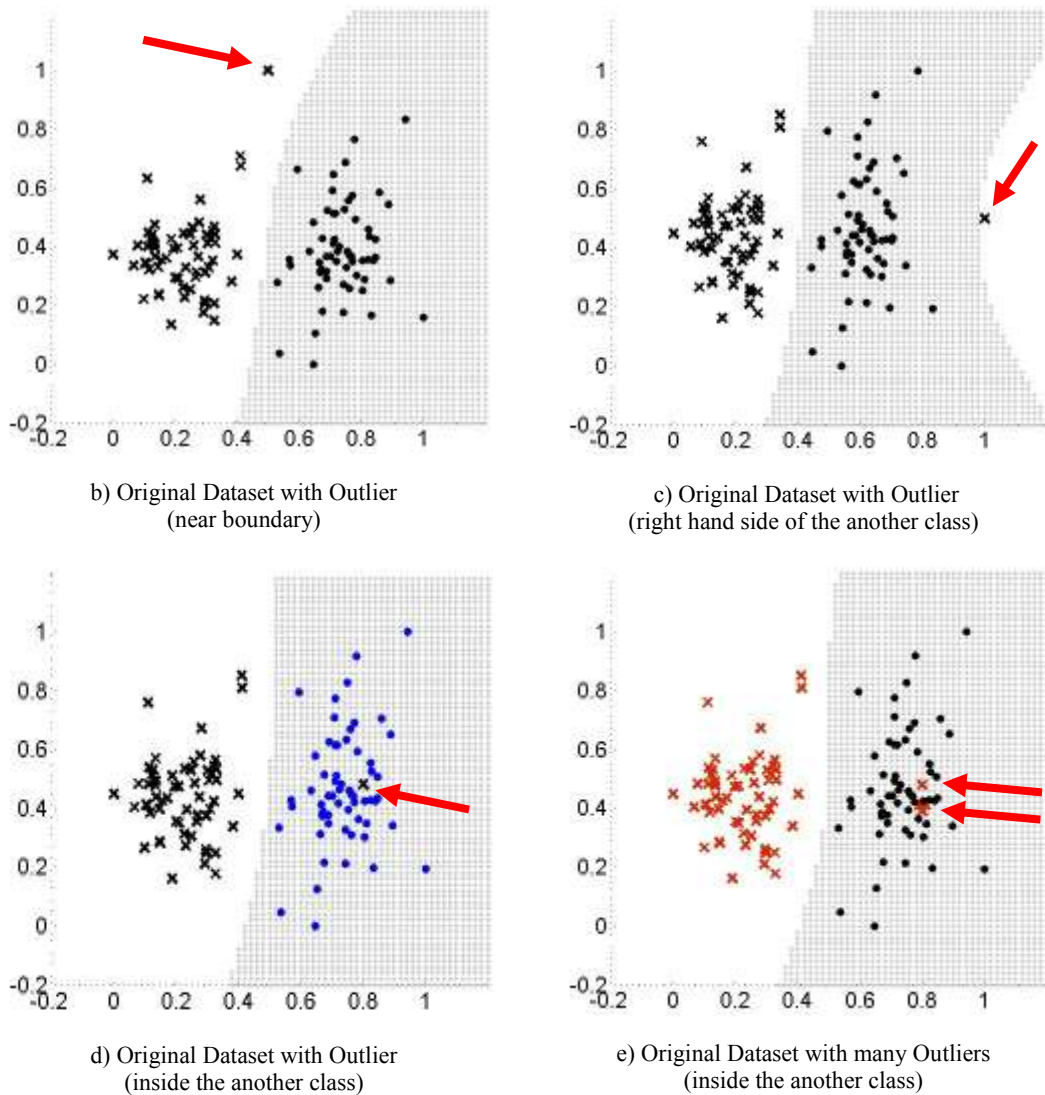 1
0.8
0.6
0.4
0.2
0
-0.2
-0.2 0 0.2 0.4 0.6 0.8 1
b) Original Dataset with Outlier
(near boundary)
1
0.8
0.6
0.4
0.2
0
-0.2
-0.2 0 0.2 0.4 0.6 0.8 1
c) Original Dataset with Outlier
(right hand side of the another class)
1
0.8
0.6
0.4
0.2
0
-0.2
-0.2 0 0.2 0.4 0.6 0.8 1
d) Original Dataset with Outlier
(inside the another class)
1
0.8
0.6
0.4
0.2
0
-0.2
-0.2 0 0.2 0.4 0.6 0.8 1
e) Original Dataset with many Outliers
(inside the another class)